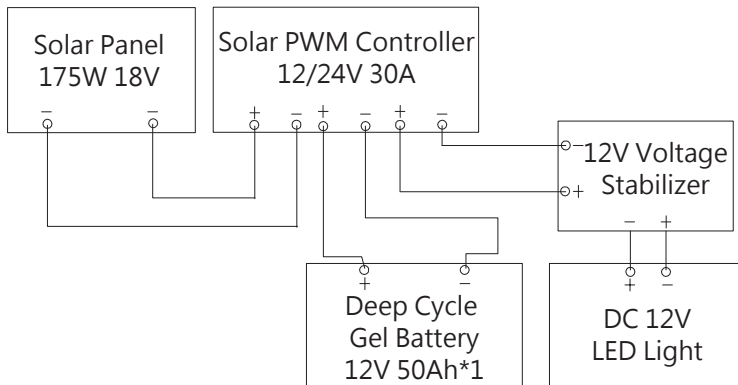 Solar Panel
175W 18V
− −
Solar PWM Controller
12/24V 30A
+ − + − + −
− 12V Voltage
+ Stabilizer
− +
+ −
Deep Cycle
Gel Battery
12V 50Ah*1
+ −
DC 12V
LED Light